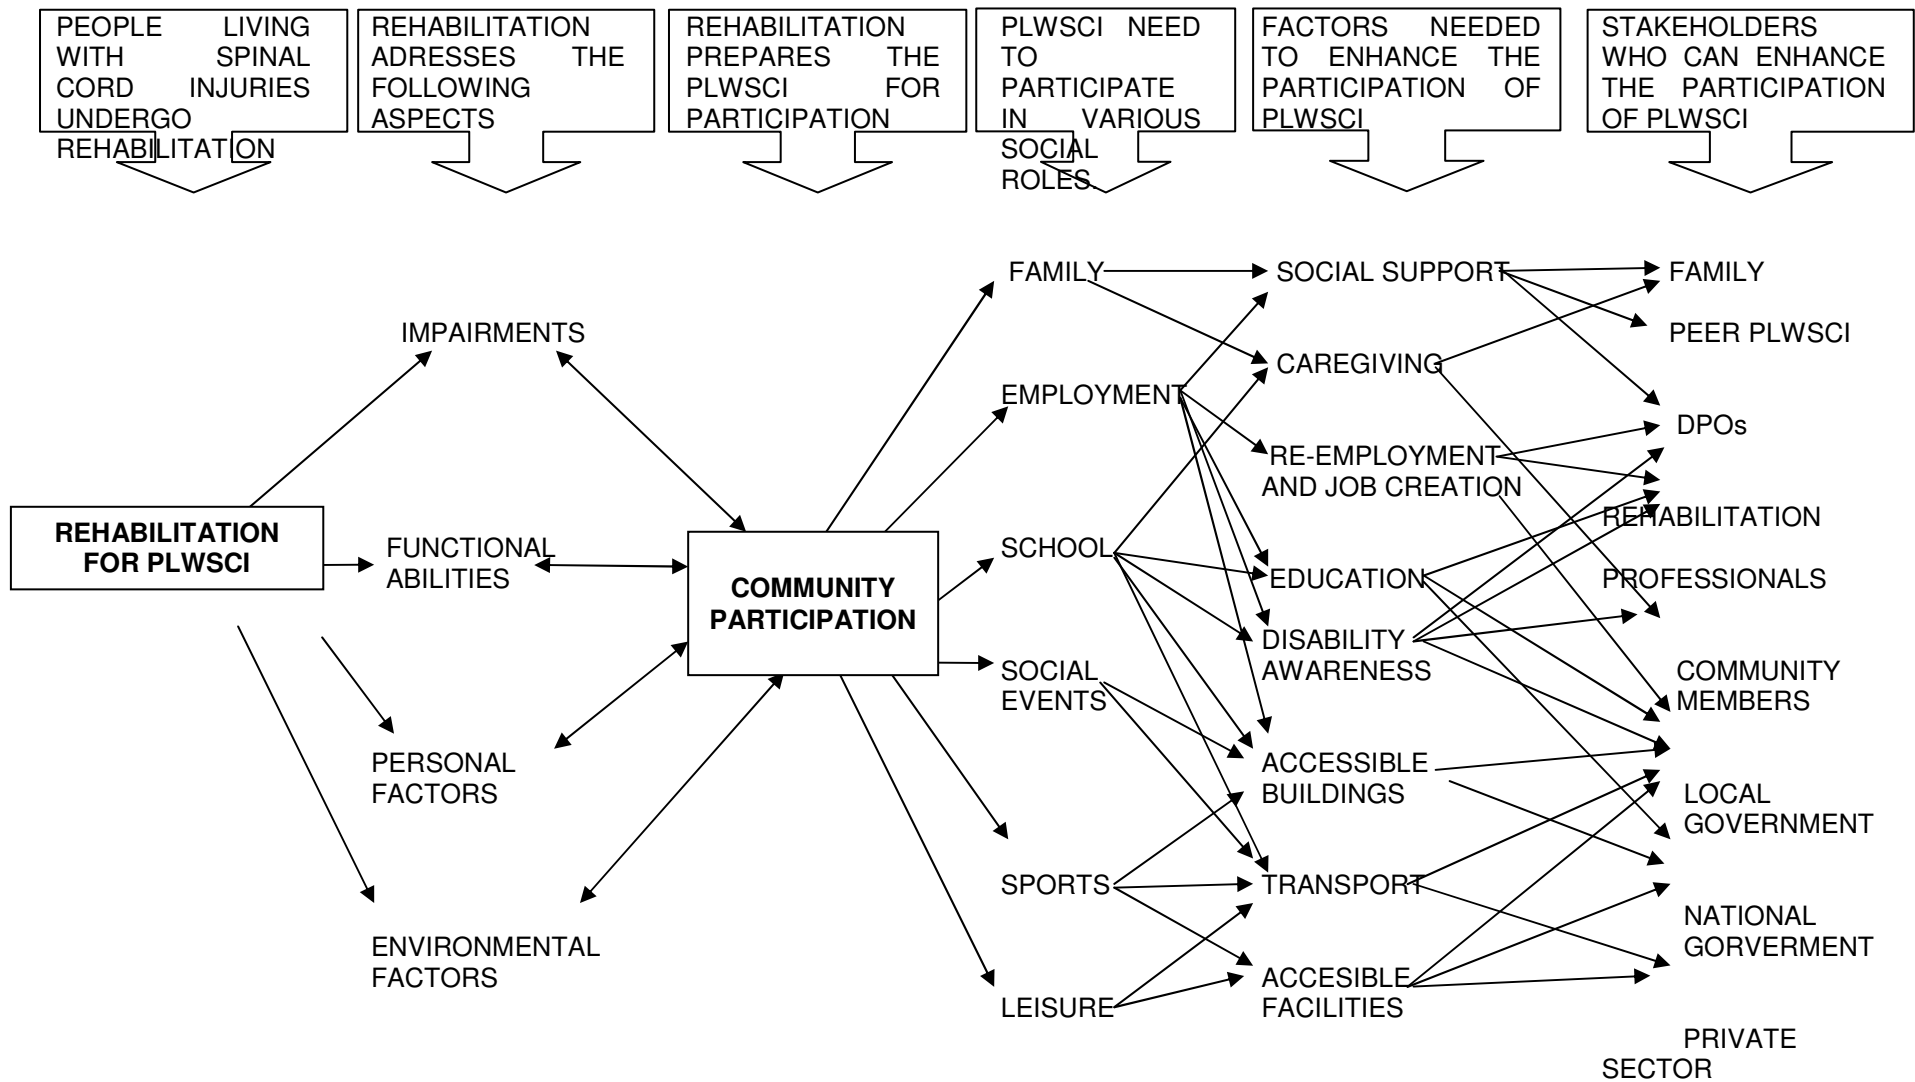 PEOPLE LIVING
WITH SPINAL
CORD INJURIES
UNDERGO
REHABILITATION
REHABILITATION
ADRESSES THE
FOLLOWING
ASPECTS
REHABILITATION
PREPARES THE
PLWSCI FOR
PARTICIPATION
PLWSCI NEED
TO
PARTICIPATE
IN VARIOUS
SOCIAL
ROLES.
FACTORS NEEDED
TO ENHANCE THE
PARTICIPATION OF
PLWSCI
STAKEHOLDERS
WHO CAN ENHANCE
THE PARTICIPATION
OF PLWSCI
REHABILITATION
FOR PLWSCI
IMPAIRMENTS
FUNCTIONAL
ABILITIES
PERSONAL
FACTORS
ENVIRONMENTAL
FACTORS
COMMUNITY
PARTICIPATION
FAMILY
EMPLOYMENT
SCHOOL
SOCIAL
EVENTS
SPORTS
LEISURE
SOCIAL SUPPORT
CAREGIVING
RE-EMPLOYMENT
AND JOB CREATION
EDUCATION
DISABILITY
AWARENESS
ACCESSIBLE
BUILDINGS
TRANSPORT
ACCESIBLE
FACILITIES
FAMILY
PEER PLWSCI
DPOs
REHABILITATION
PROFESSIONALS
COMMUNITY
MEMBERS
LOCAL
GOVERNMENT
NATIONAL
GORVERMENT
PRIVATE
SECTOR